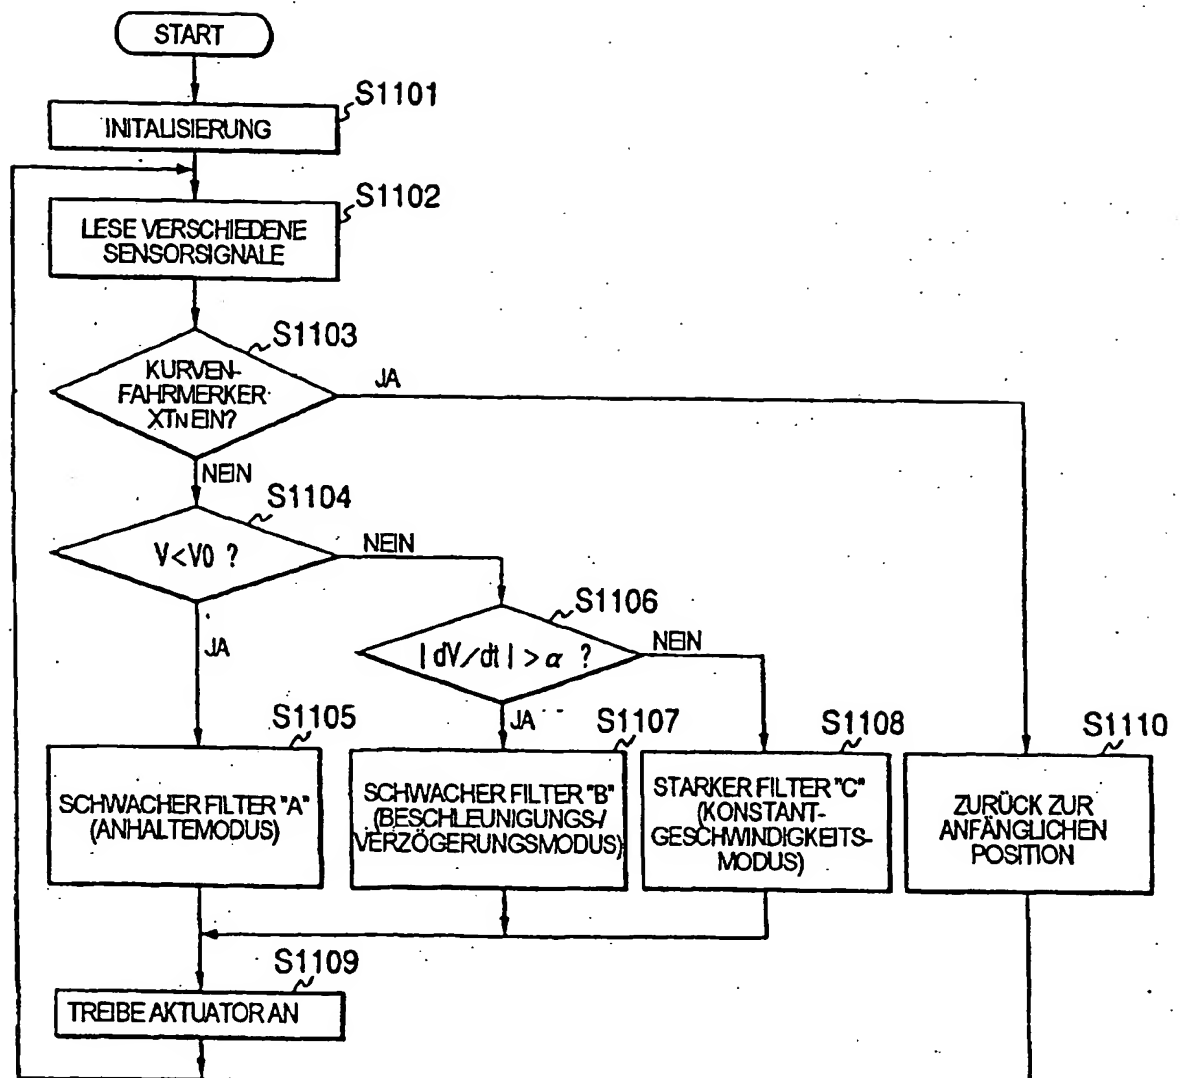 START
S1101
INITALISIERUNG
S1102
LESE VERSCHIEDENE
SENSORSIGNALE
S1103
KURVEN-
FAHRMERKER
XTN EIN?
JA
NEIN
S1104
V<V0 ?
NEIN
JA
S1106
|dV/dt| > α ?
NEIN
JA
S1105
SCHWACHER FILTER "A"
(ANHALTEMODUS)
S1107
SCHWACHER FILTER "B"
(BESCHLEUNIGUNGS-/
VERZÖGERUNGSMODUS)
S1108
STARKER FILTER "C"
(KONSTANT-
GESCHWINDIGKEITS-
MODUS)
S1110
ZURÜCK ZUR
ANFÄNGLICHEN
POSITION
S1109
TREIBE AKTUATOR AN